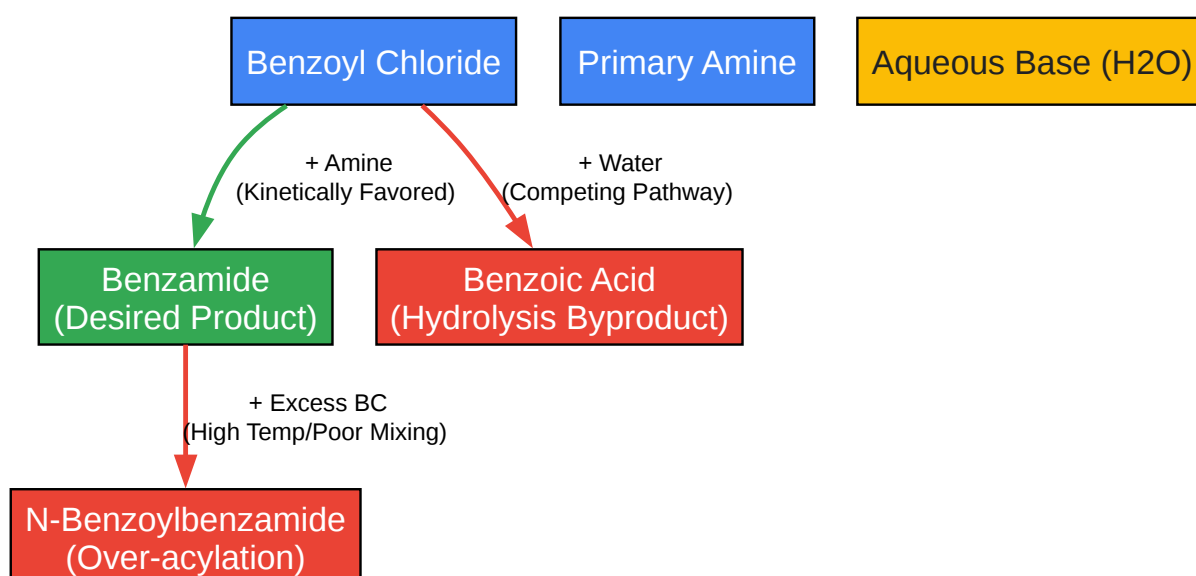 Benzoyl Chloride
Primary Amine
Aqueous Base (H2O)
+ Amine
(Kinetically Favored)
+ Water
(Competing Pathway)
Benzamide
(Desired Product)
Benzoic Acid
(Hydrolysis Byproduct)
+ Excess BC
(High Temp/Poor Mixing)
N-Benzoylbenzamide
(Over-acylation)